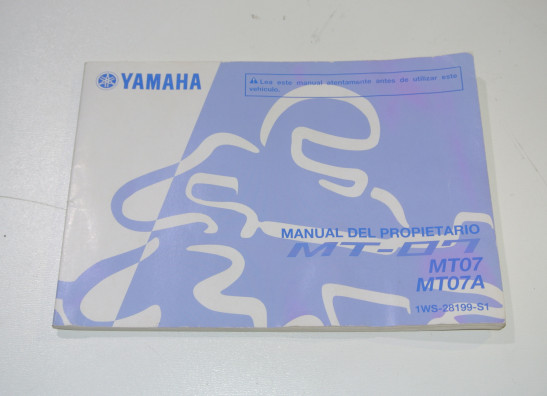 YAMAHA
Lea este manual atentamente antes de utilizar este
vehículo.
MANUAL DEL PROPIETARIO
MT-07
MT07
MT07A
1WS-28199-S1